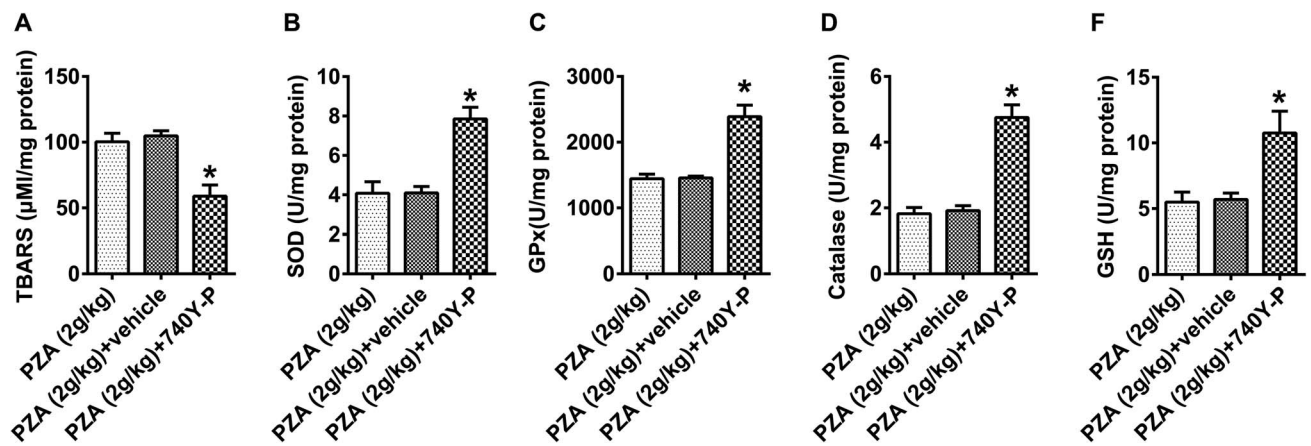 A
TBARS (μMl/mg protein)
150
100
50
0
*
PZA (2g/kg)
PZA (2g/kg)+vehicle
PZA (2g/kg)+740Y-P
B
SOD (U/mg protein)
10
8
6
4
2
0
*
PZA (2g/kg)
PZA (2g/kg)+vehicle
PZA (2g/kg)+740Y-P
C
GPx(U/mg protein)
3000
2000
1000
0
*
PZA (2g/kg)
PZA (2g/kg)+vehicle
PZA (2g/kg)+740Y-P
D
Catalase (U/mg protein)
6
4
2
0
*
PZA (2g/kg)
PZA (2g/kg)+vehicle
PZA (2g/kg)+740Y-P
F
GSH (U/mg protein)
15
10
5
0
*
PZA (2g/kg)
PZA (2g/kg)+vehicle
PZA (2g/kg)+740Y-P